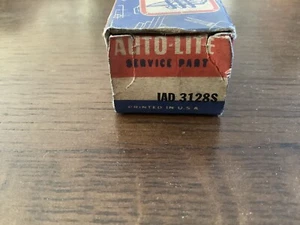 AUTO-LITE
SERVICE PART
IAD 3128S
PRINTED IN U.S.A.